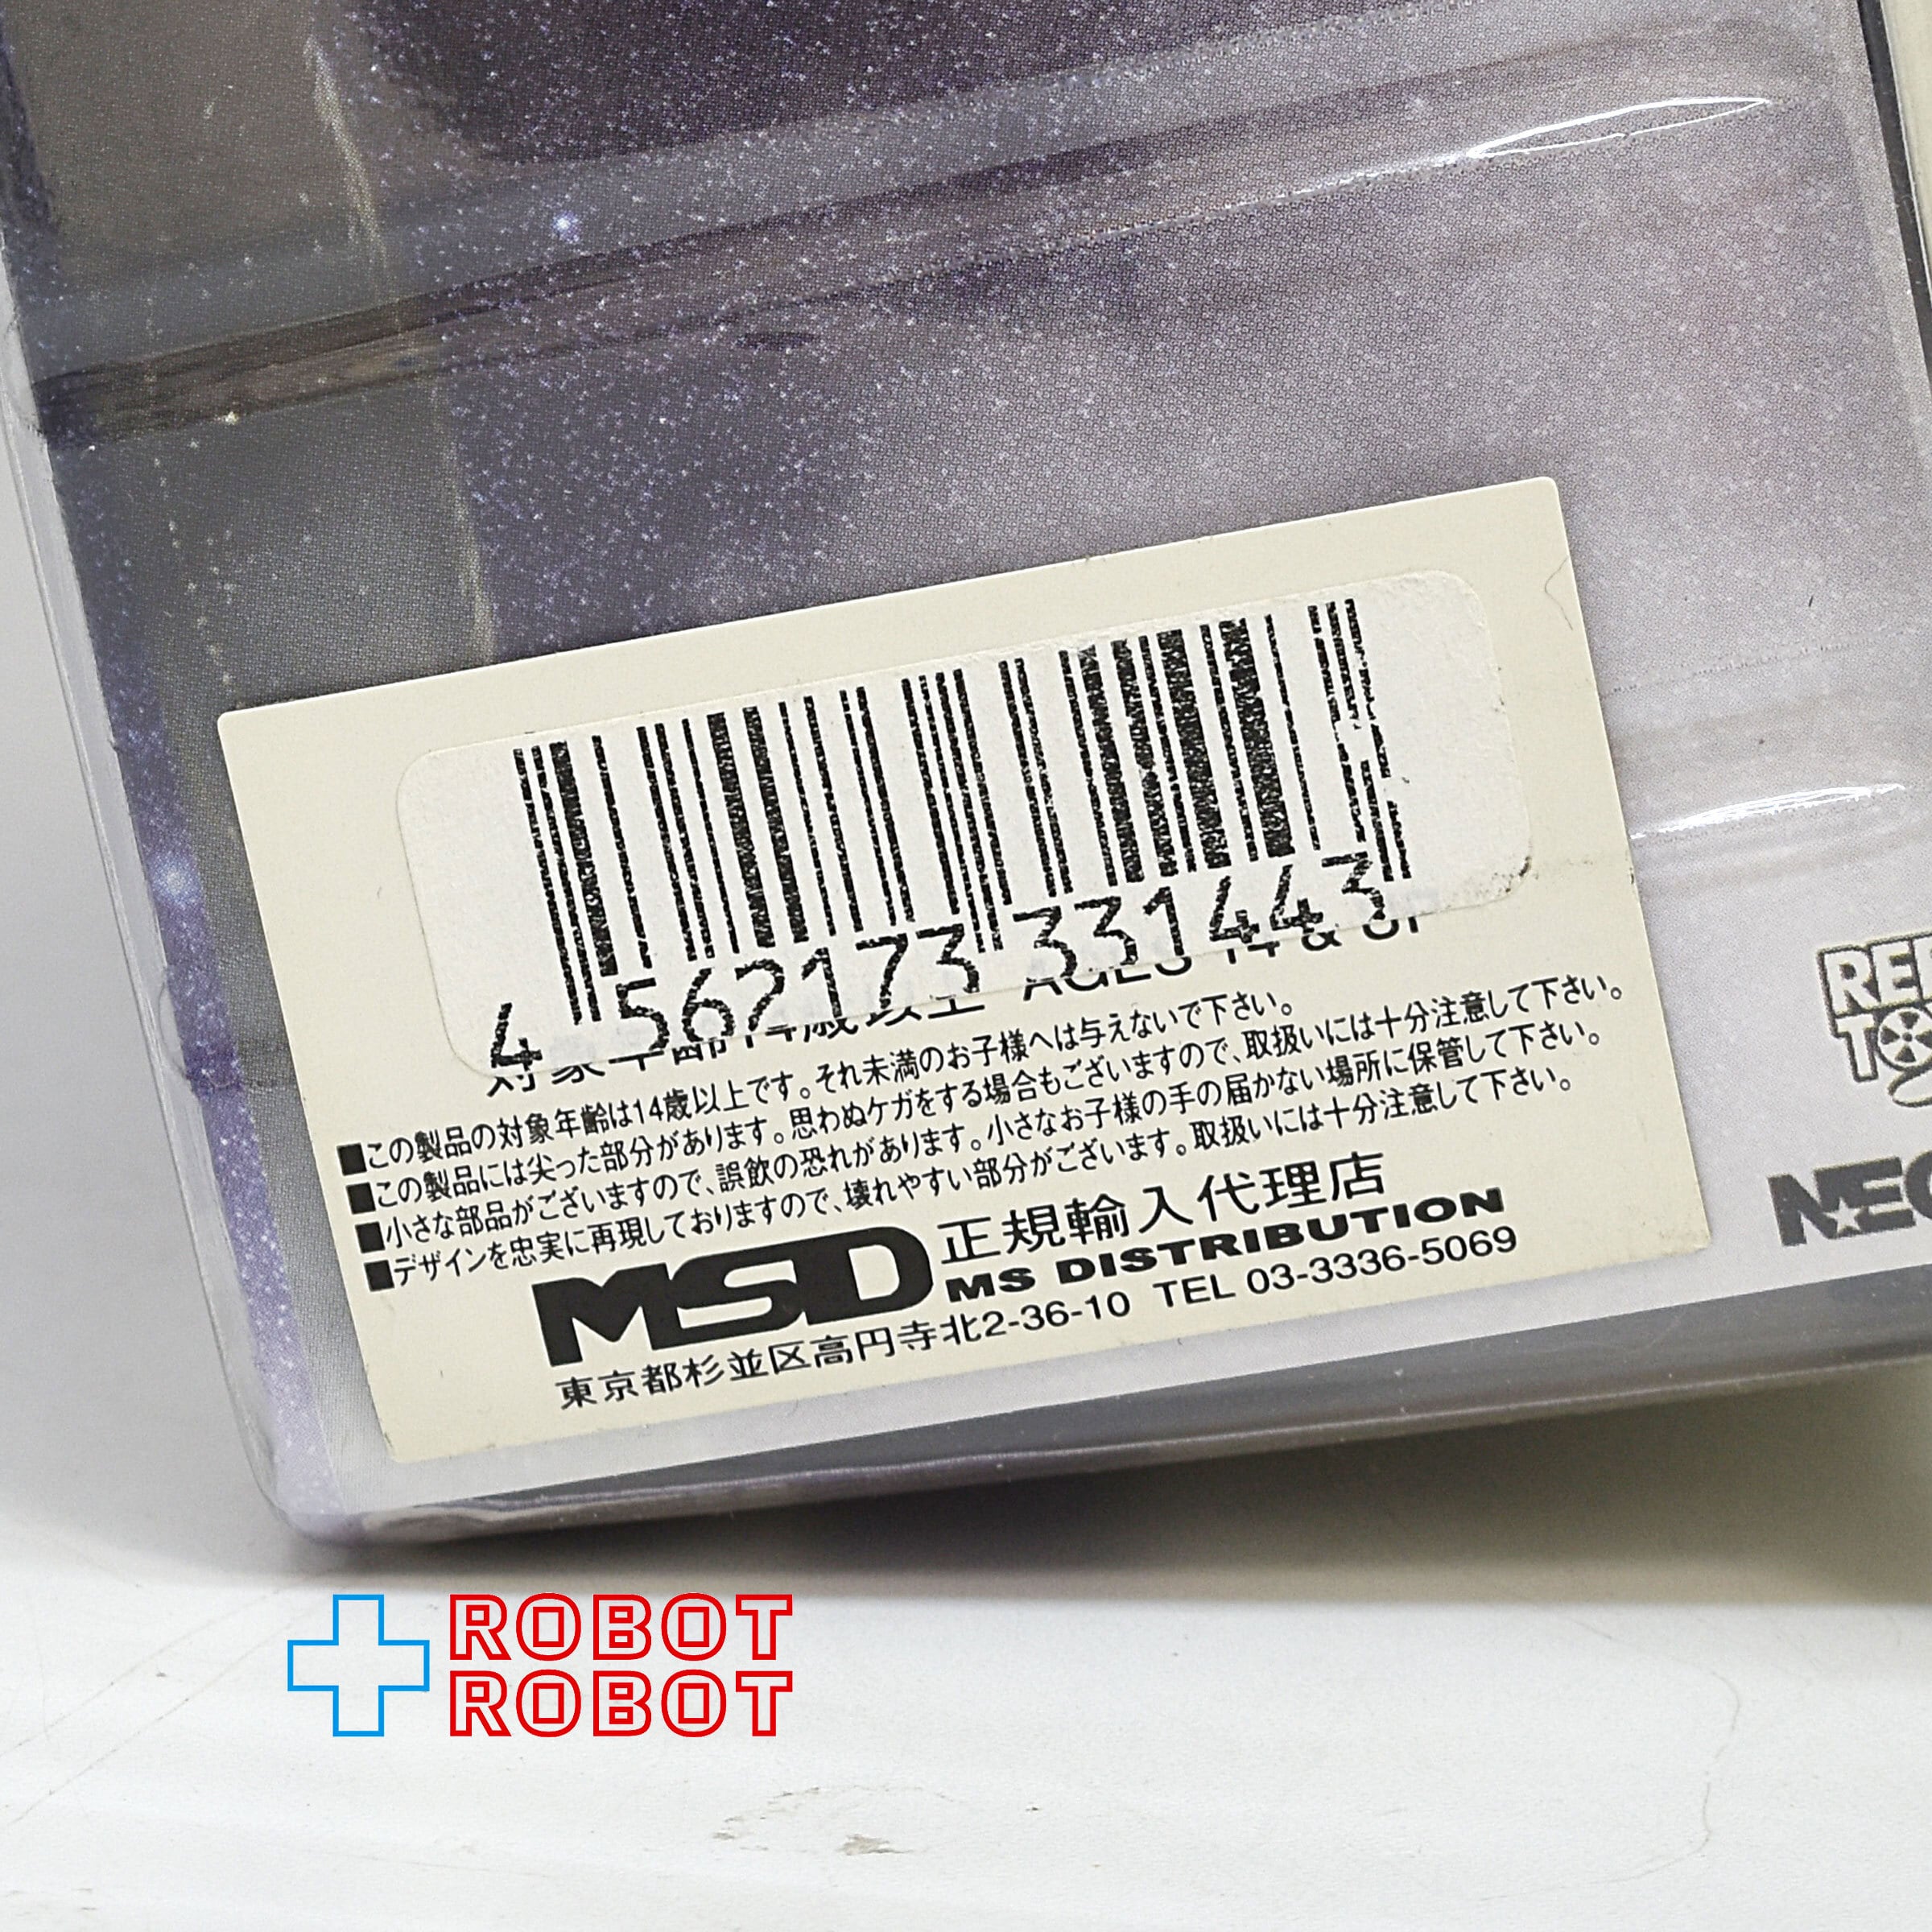 4 562173 331443
対象年齢14歳以上 AGES 14 & UP
■この製品の対象年齢は14歳以上です。それ未満のお子様へは与えないで下さい。
■この製品には尖った部分があります。思わぬケガをする場合もございますので、取扱いには十分注意して下さい。
■小さな部品がございますので、誤飲の恐れがあります。小さなお子様の手の届かない場所に保管して下さい。
■デザインを忠実に再現しておりますので、壊れやすい部分がございます。取扱いには十分注意して下さい。
MSD 正規輸入代理店
MS DISTRIBUTION
東京都杉並区高円寺北2-36-10 TEL 03-3336-5069
ROBOT
ROBOT